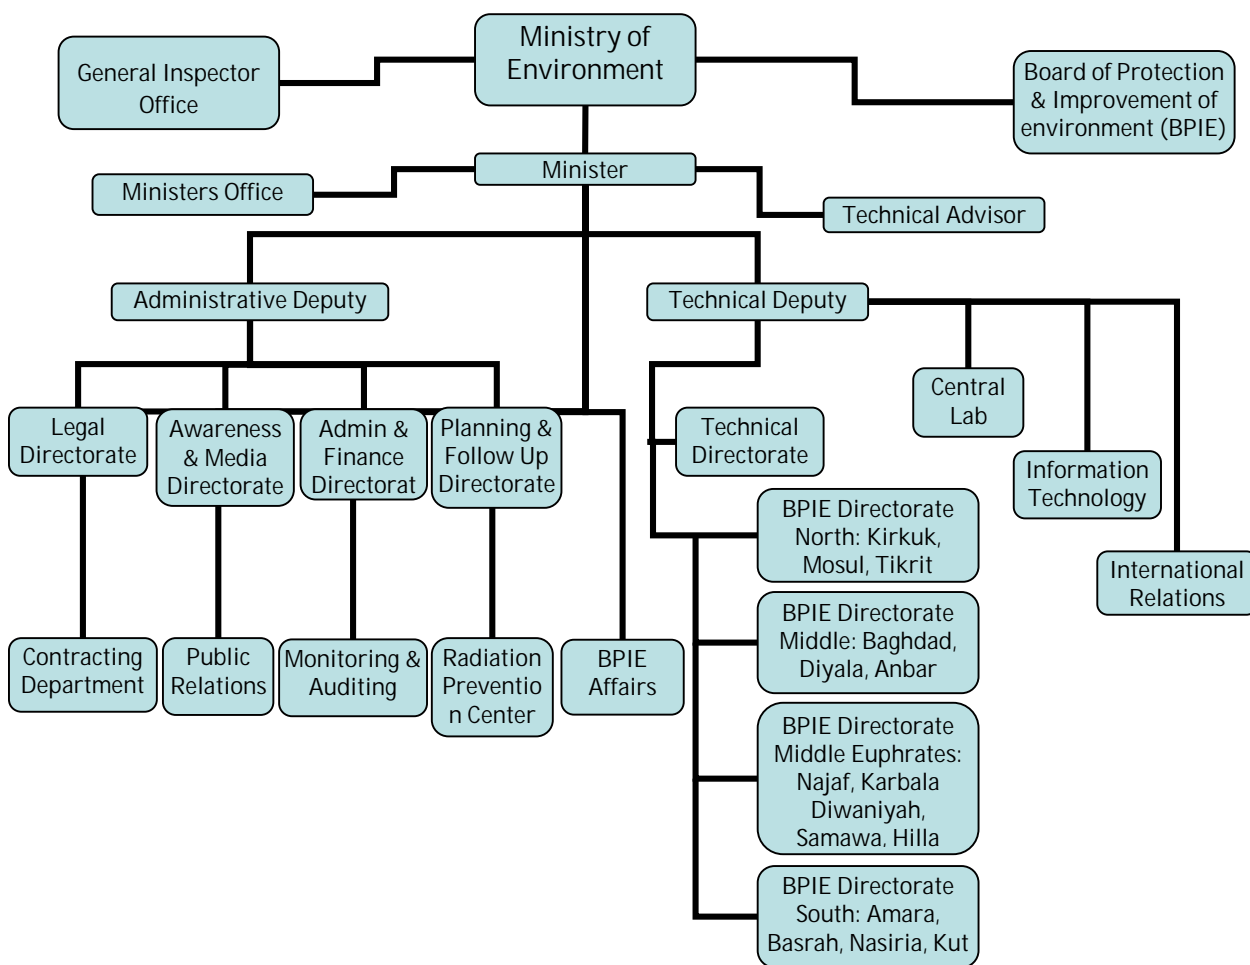 Ministry of
Environment
General Inspector
Office
Board of Protection
& Improvement of
environment (BPIE)
Minister
Ministers Office
Technical Advisor
Administrative Deputy
Technical Deputy
Central
Lab
Legal
Directorate
Awareness
& Media
Directorate
Admin &
Finance
Directorat
Planning &
Follow Up
Directorate
Technical
Directorate
Information
Technology
BPIE Directorate
North: Kirkuk,
Mosul, Tikrit
International
Relations
BPIE Directorate
Middle: Baghdad,
Diyala, Anbar
Contracting
Department
Public
Relations
Monitoring &
Auditing
Radiation
Preventio
n Center
BPIE
Affairs
BPIE Directorate
Middle Euphrates:
Najaf, Karbala
Diwaniyah,
Samawa, Hilla
BPIE Directorate
South: Amara,
Basrah, Nasiria, Kut